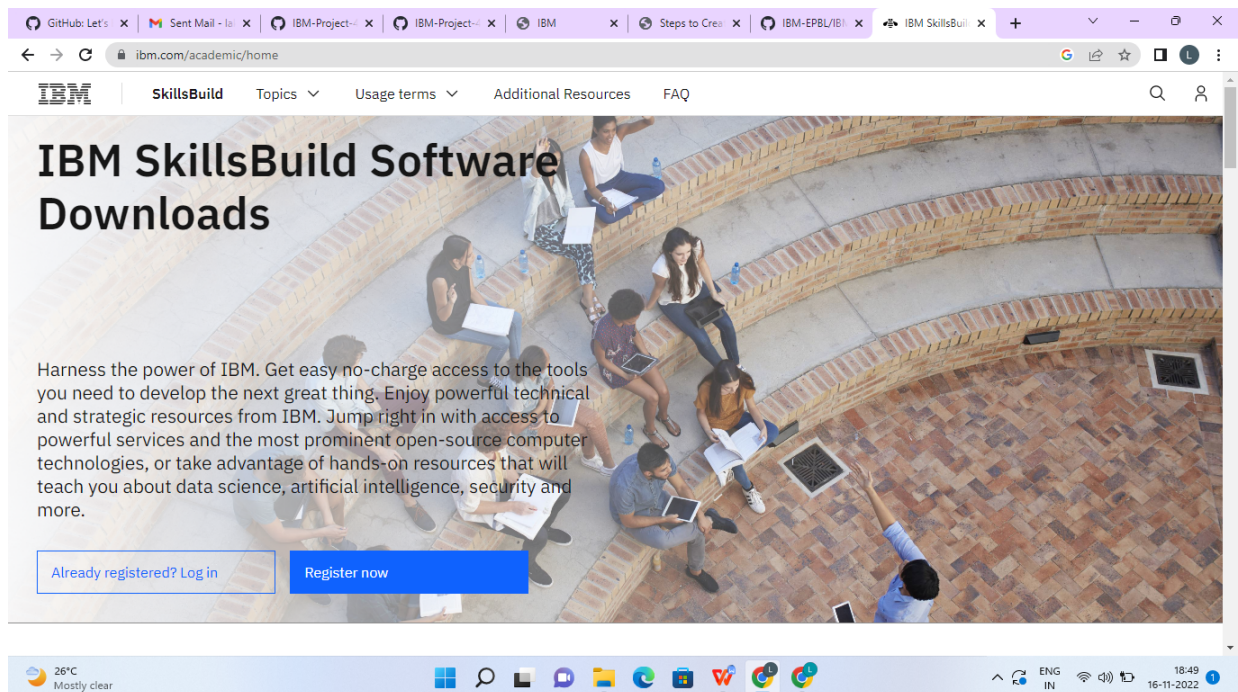 GitHub: Let's
Sent Mail - la
IBM-Project-4
IBM-Project-4
IBM
Steps to Crea
IBM-EPBL/IBM
IBM SkillsBuil
ibm.com/academic/home
L
IBM
SkillsBuild
Topics
Usage terms
Additional Resources
FAQ
IBM SkillsBuild Software
Downloads
Harness the power of IBM. Get easy no-charge access to the tools
you need to develop the next great thing. Enjoy powerful technical
and strategic resources from IBM. Jump right in with access to
powerful services and the most prominent open-source computer
technologies, or take advantage of hands-on resources that will
teach you about data science, artificial intelligence, security and
more.
Already registered? Log in
Register now
26°C
Mostly clear
L
L
ENG
IN
18:49
16-11-2022
1